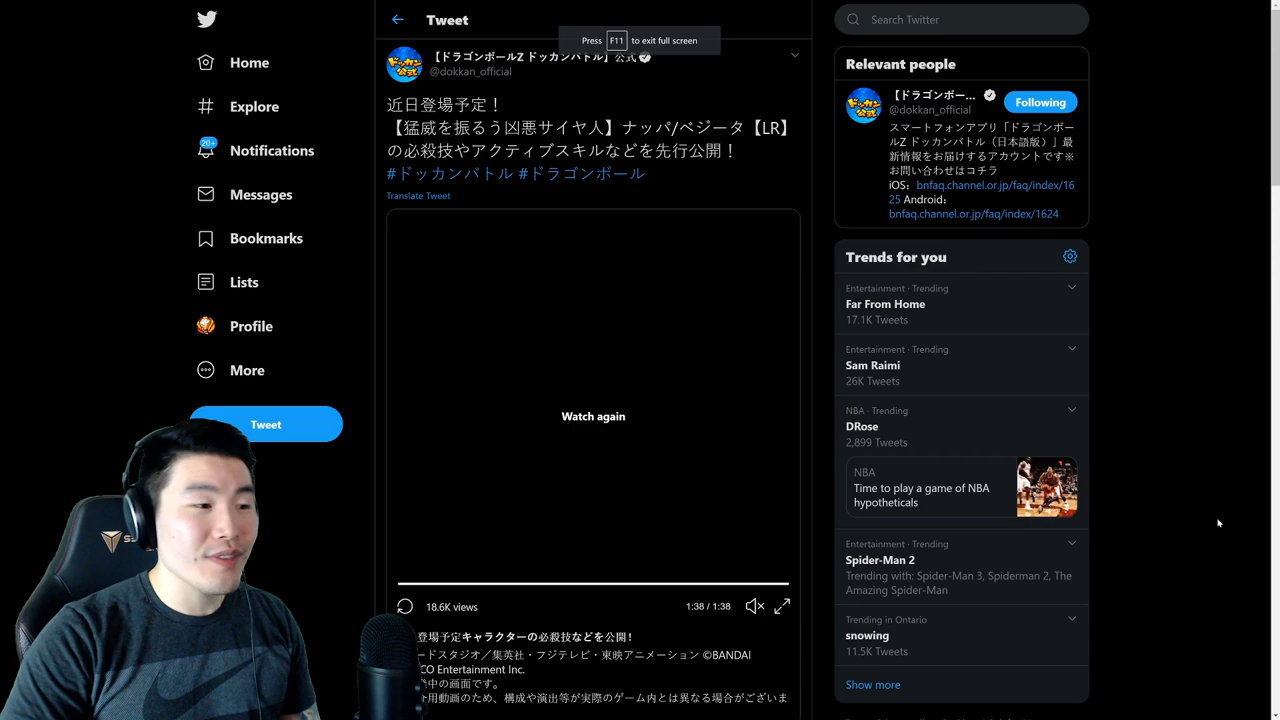 Home
Explore
20+
Notifications
Messages
Bookmarks
Lists
Profile
More
Tweet
Tweet
Press F11 to exit full screen
【ドラゴンボールZ ドッカンバトル】公式
@dokkan_official
近日登場予定！
【猛威を振るう凶悪サイヤ人】ナッパ/ベジータ【LR】
の必殺技やアクティブスキルなどを先行公開！
#ドッカンバトル #ドラゴンボール
Translate Tweet
Watch again
18.6K views
1:38 / 1:38
登場予定キャラクターの必殺技などを公開！
ードスタジオ／集英社・フジテレビ・東映アニメーション ©BANDAI
CO Entertainment Inc.
中の画面です。
介用動画のため、構成や演出等が実際のゲーム内とは異なる場合がございま
Search Twitter
Relevant people
【ドラゴンボー...
@dokkan_official
Following
スマートフォンアプリ「ドラゴンボー
ルZ ドッカンバトル（日本語版）」最
新情報をお届けするアカウントです※
お問い合わせはコチラ
iOS： bnfaq.channel.or.jp/faq/index/16
25 Android：
bnfaq.channel.or.jp/faq/index/1624
Trends for you
Entertainment · Trending
Far From Home
17.1K Tweets
Entertainment · Trending
Sam Raimi
26K Tweets
NBA · Trending
DRose
2,899 Tweets
NBA
Time to play a game of NBA
hypotheticals
Entertainment · Trending
Spider-Man 2
Trending with: Spider-Man 3, Spiderman 2, The
Amazing Spider-Man
Trending in Ontario
snowing
11.5K Tweets
Show more